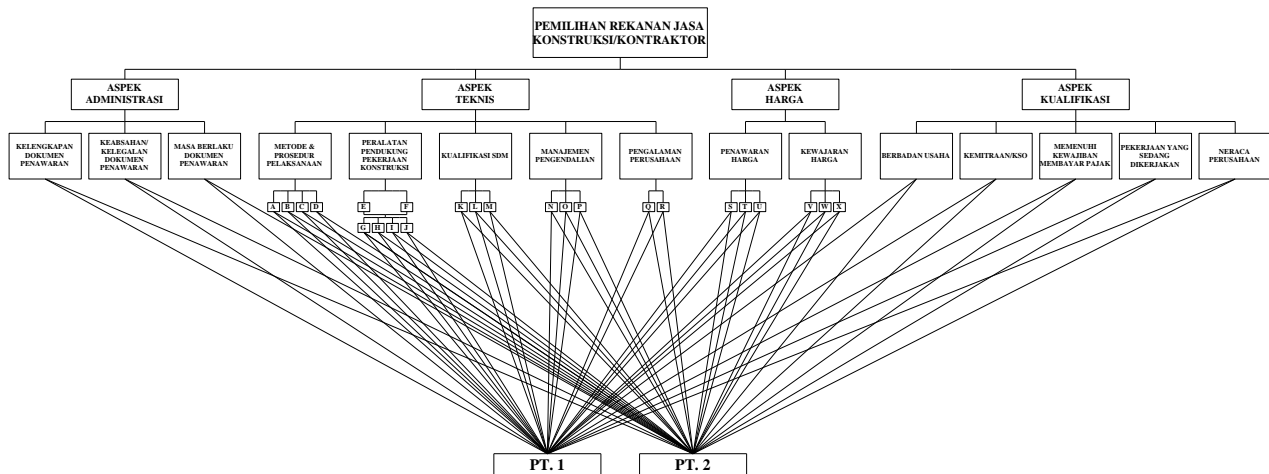 PEMILIHAN REKANAN JASA
KONSTRUKSI/KONTRAKTOR
ASPEK
ADMINISTRASI
ASPEK
TEKNIS
ASPEK
HARGA
ASPEK
KUALIFIKASI
KELENGKAPAN
DOKUMEN
PENAWARAN
KEABSAHAN/
KELEGALAN
DOKUMEN
PENAWARAN
MASA BERLAKU
DOKUMEN
PENAWARAN
METODE &
PROSEDUR
PELAKSANAAN
PERALATAN
PENDUKUNG
PEKERJAAN
KONSTRUKSI
KUALIFIKASI SDM
MANAJEMEN
PENGENDALIAN
PENGALAMAN
PERUSAHAAN
PENAWARAN
HARGA
KEWAJARAN
HARGA
BERBADAN USAHA
KEMITRAAN/KSO
MEMENUHI
KEWAJIBAN
MEMBAYAR PAJAK
PEKERJAAN YANG
SEDANG
DIKERJAKAN
NERACA
PERUSAHAAN
A B C D
E F
K L M
N O P
Q R
S T U
V W X
G H I J
PT. 1
PT. 2